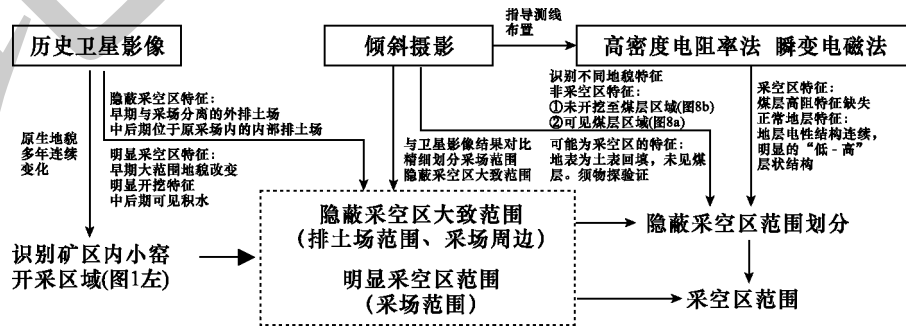 历史卫星影像
倾斜摄影
指导测线
布置
高密度电阻率法 瞬变电磁法
原生地貌
多年连续
变化
隐蔽采空区特征:
早期与采场分离的外排土场
中后期位于原采场内的内部排土场
明显采空区特征:
早期大范围地貌改变
明显开挖特征
中后期可见积水
与卫星影像结果对比
精细划分采场范围
隐蔽采空区大致范围
识别不同地貌特征
非采空区特征:
①未开挖至煤层区域(图8b)
②可见煤层区域(图8a)
可能为采空区的特征:
地表为土表回填,未见煤
层。须物探验证
采空区特征:
煤层高阻特征缺失
正常地层特征:
地层电性结构连续,
明显的“低-高”
层状结构
识别矿区内小窑
开采区域(图1左)
隐蔽采空区大致范围
(排土场范围、采场周边)
明显采空区范围
(采场范围)
隐蔽采空区范围划分
采空区范围